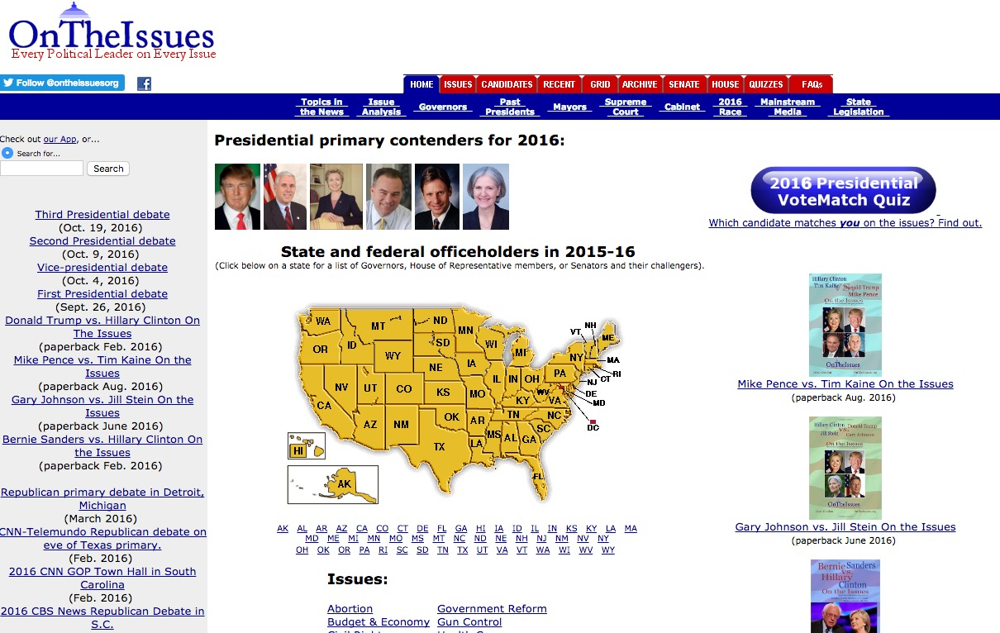 OnTheIssues
Every Political Leader on Every Issue
Follow @ontheissuesorg
HOME ISSUES CANDIDATES RECENT GRID ARCHIVE SENATE HOUSE QUIZZES FAQs
Topics in the News
Issue Analysis
Governors
Past Presidents
Mayors
Supreme Court
Cabinet
2016 Race
Mainstream Media
State Legislation
Check out our App, or...
Search for...
Search
Third Presidential debate
(Oct. 19, 2016)
Second Presidential debate
(Oct. 9, 2016)
Vice-presidential debate
(Oct. 4, 2016)
First Presidential debate
(Sept. 26, 2016)
Donald Trump vs. Hillary Clinton On
The Issues
(paperback Feb. 2016)
Mike Pence vs. Tim Kaine On the
Issues
(paperback Aug. 2016)
Gary Johnson vs. Jill Stein On the
Issues
(paperback June 2016)
Bernie Sanders vs. Hillary Clinton On
the Issues
(paperback Feb. 2016)
Republican primary debate in Detroit,
Michigan
(March 2016)
CNN-Telemundo Republican debate on
eve of Texas primary.
(Feb. 2016)
2016 CNN GOP Town Hall in South
Carolina
(Feb. 2016)
2016 CBS News Republican Debate in
S.C.
Presidential primary contenders for 2016:
State and federal officeholders in 2015-16
(Click below on a state for a list of Governors, House of Representative members, or Senators and their challengers).
WA MT ND MN WI MI VT NH ME
OR ID SD WY NY MA RI CT
NV UT CO NE IA IL IN OH PA NJ DE MD
CA KS MO KY WV VA DC
AZ NM OK AR TN NC SC
TX LA MS AL GA FL
HI
AK
AK AL AR AZ CA CO CT DE FL GA HI IA ID IL IN KS KY LA MA
MD ME MI MN MO MS MT NC ND NE NH NJ NM NV NY
OH OK OR PA RI SC SD TN TX UT VA VT WA WI WV WY
Issues:
Abortion
Budget & Economy
Government Reform
Gun Control
2016 Presidential
VoteMatch Quiz
Which candidate matches you on the issues? Find out.
Hillary Clinton
Tim Kaine
vs.
Donald Trump
Mike Pence
On the Issues
OnTheIssues
Mike Pence vs. Tim Kaine On the Issues
(paperback Aug. 2016)
Hillary Clinton Donald Trump
Jill Stein vs. Gary Johnson
On the Issues
OnTheIssues
Gary Johnson vs. Jill Stein On the Issues
(paperback June 2016)
Bernie Sanders
vs.
Hillary Clinton
On the Issues